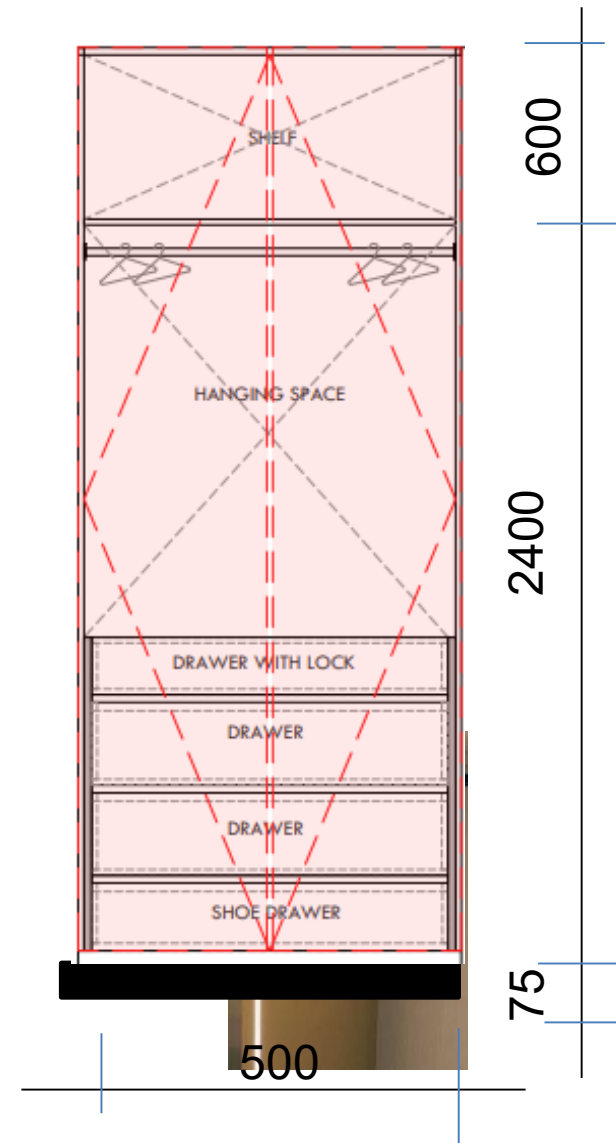 SHELF
600
HANGING SPACE
2400
DRAWER WITH LOCK
DRAWER
DRAWER
SHOE DRAWER
75
500